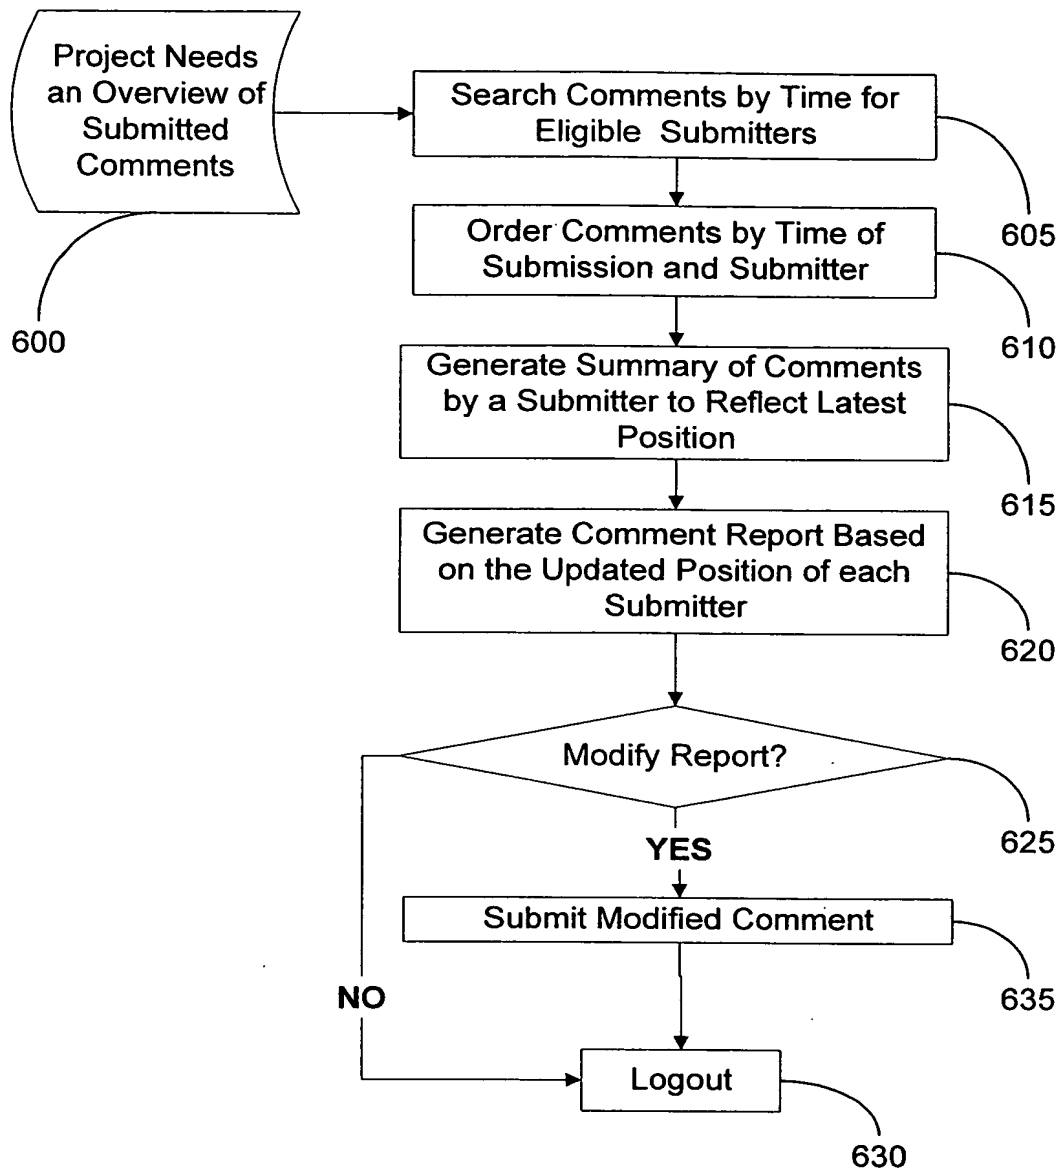 Project Needs
an Overview of
Submitted
Comments
600
Search Comments by Time for
Eligible Submitters
605
Order Comments by Time of
Submission and Submitter
610
Generate Summary of Comments
by a Submitter to Reflect Latest
Position
615
Generate Comment Report Based
on the Updated Position of each
Submitter
620
Modify Report?
625
YES
Submit Modified Comment
635
NO
Logout
630